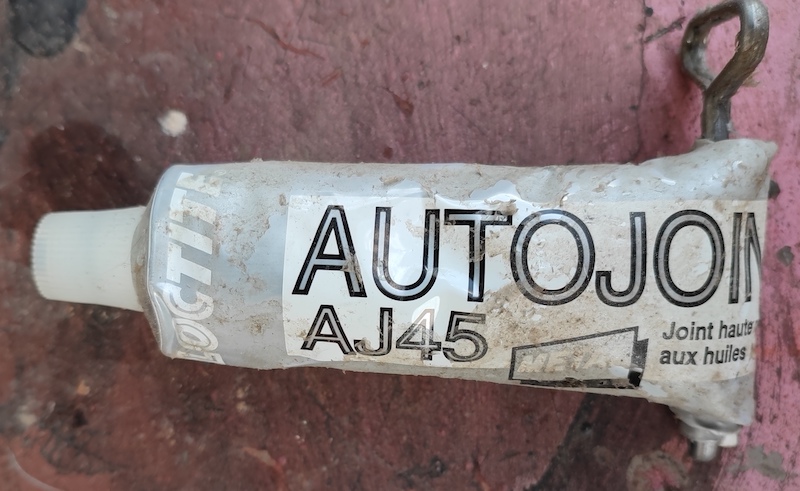 LOCTITE
AUTOJOIN
AJ45
Joint haute
aux huiles